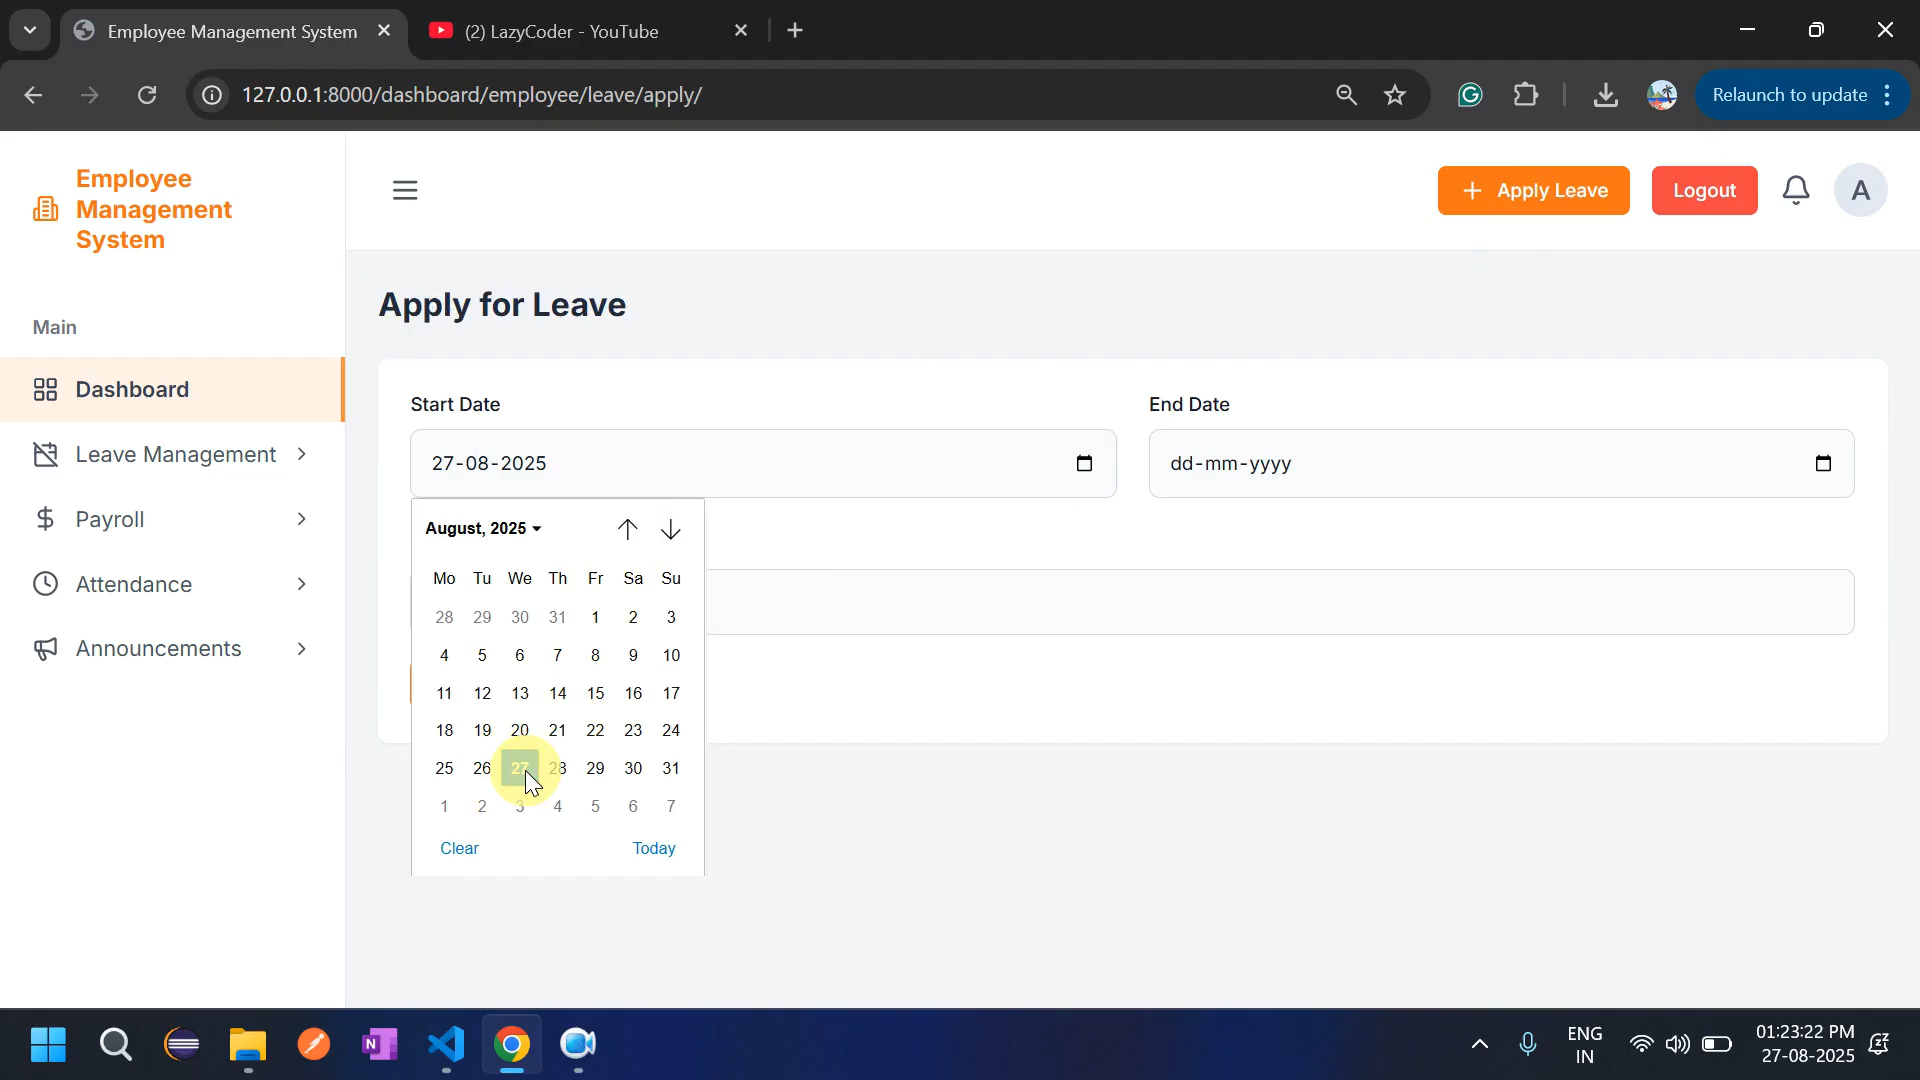 Employee Management System
(2) LazyCoder - YouTube
127.0.0.1:8000/dashboard/employee/leave/apply/
Relaunch to update
Employee
Management
System
Apply Leave
Logout
A
Main
Dashboard
Leave Management
Payroll
Attendance
Announcements
Apply for Leave
Start Date
End Date
27-08-2025
dd-mm-yyyy
August, 2025
Mo Tu We Th Fr Sa Su
28 29 30 31 1 2 3
4 5 6 7 8 9 10
11 12 13 14 15 16 17
18 19 20 21 22 23 24
25 26 27 28 29 30 31
1 2 3 4 5 6 7
Clear Today
N
ENG
IN
01:23:22 PM
27-08-2025